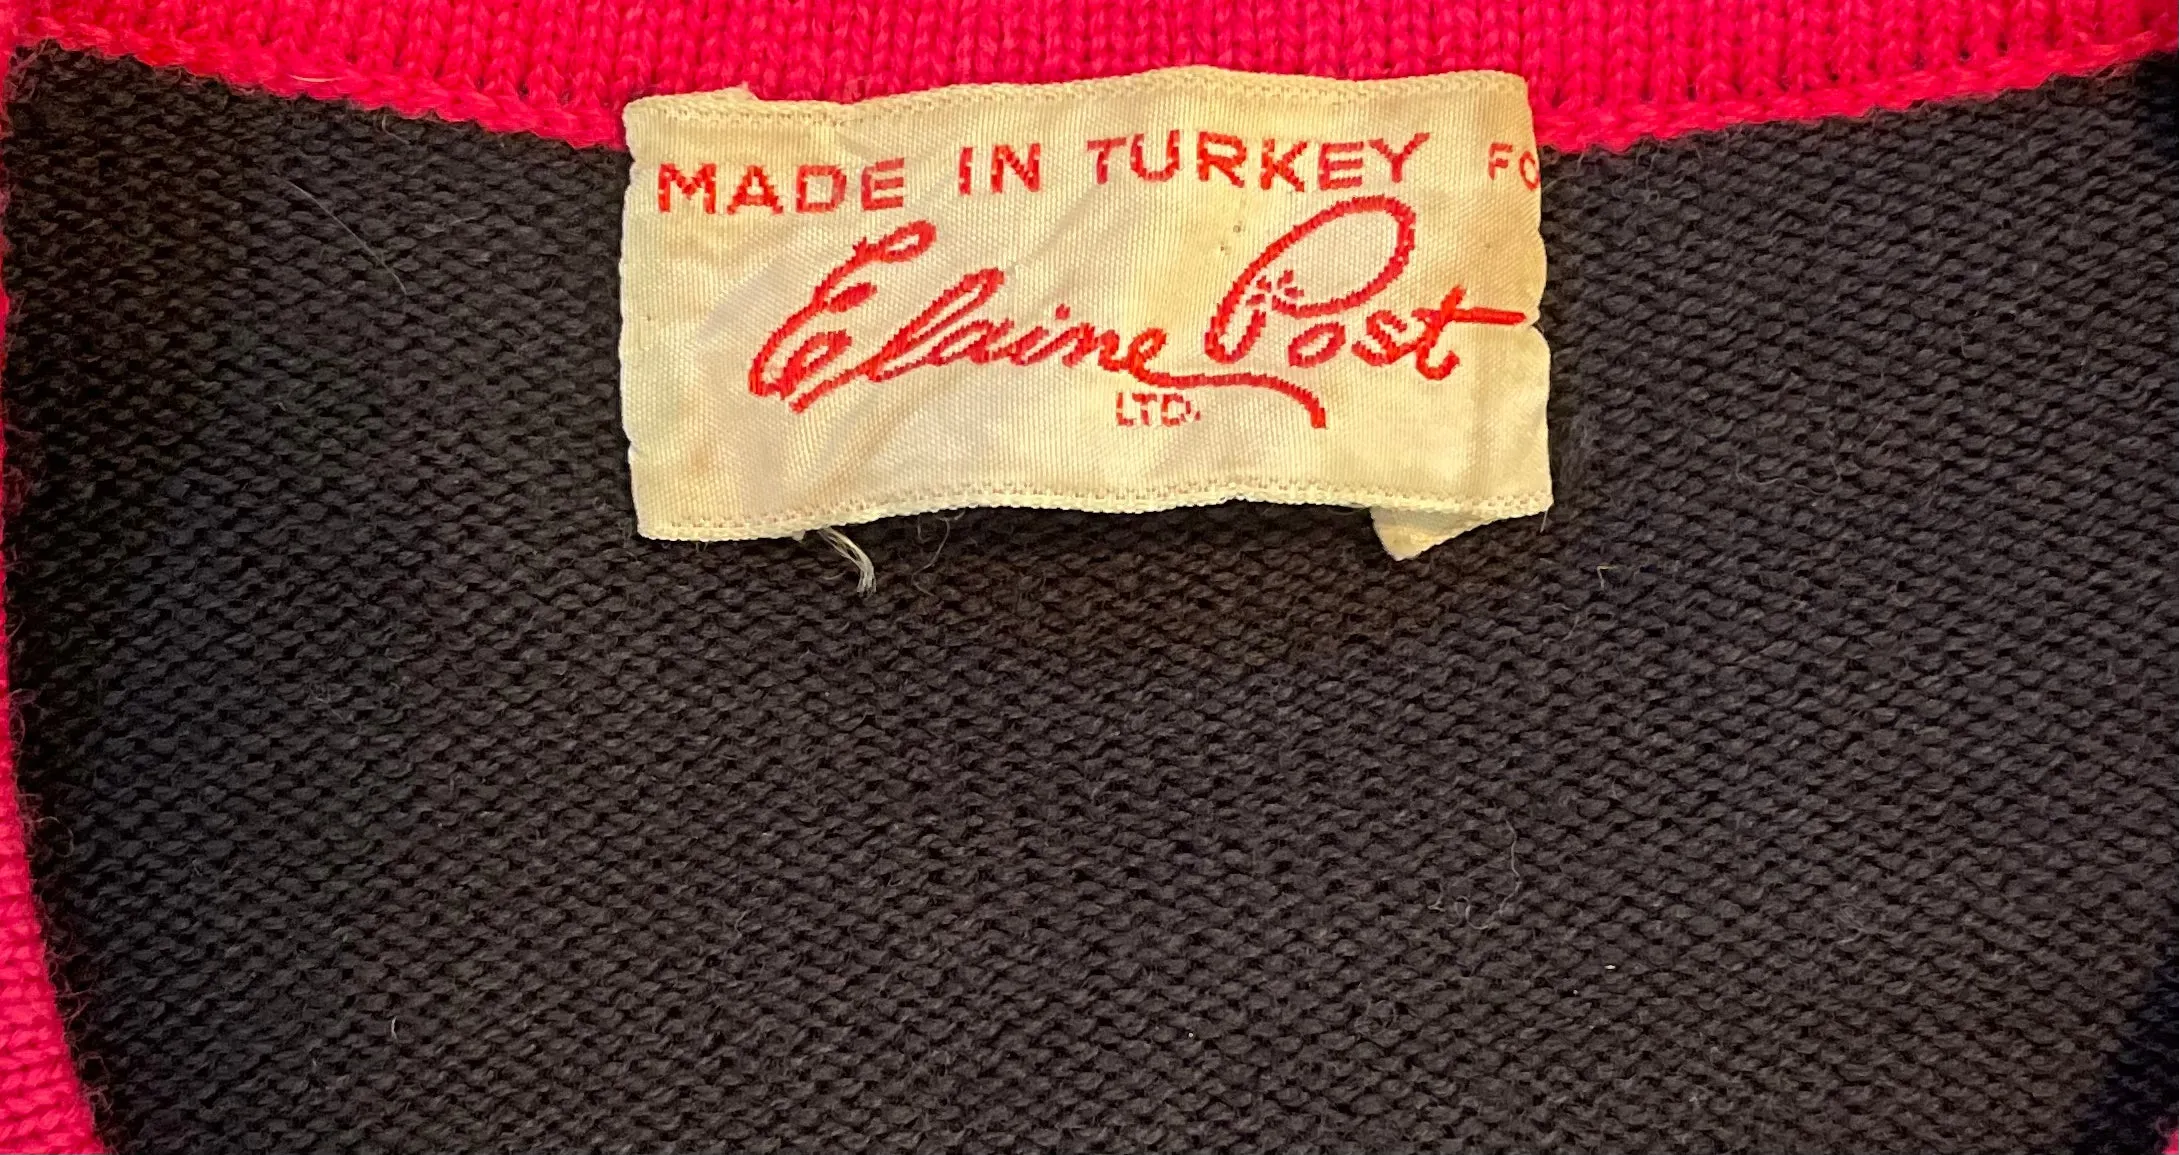 MADE IN TURKEY FO
Elaine Post
LTD.